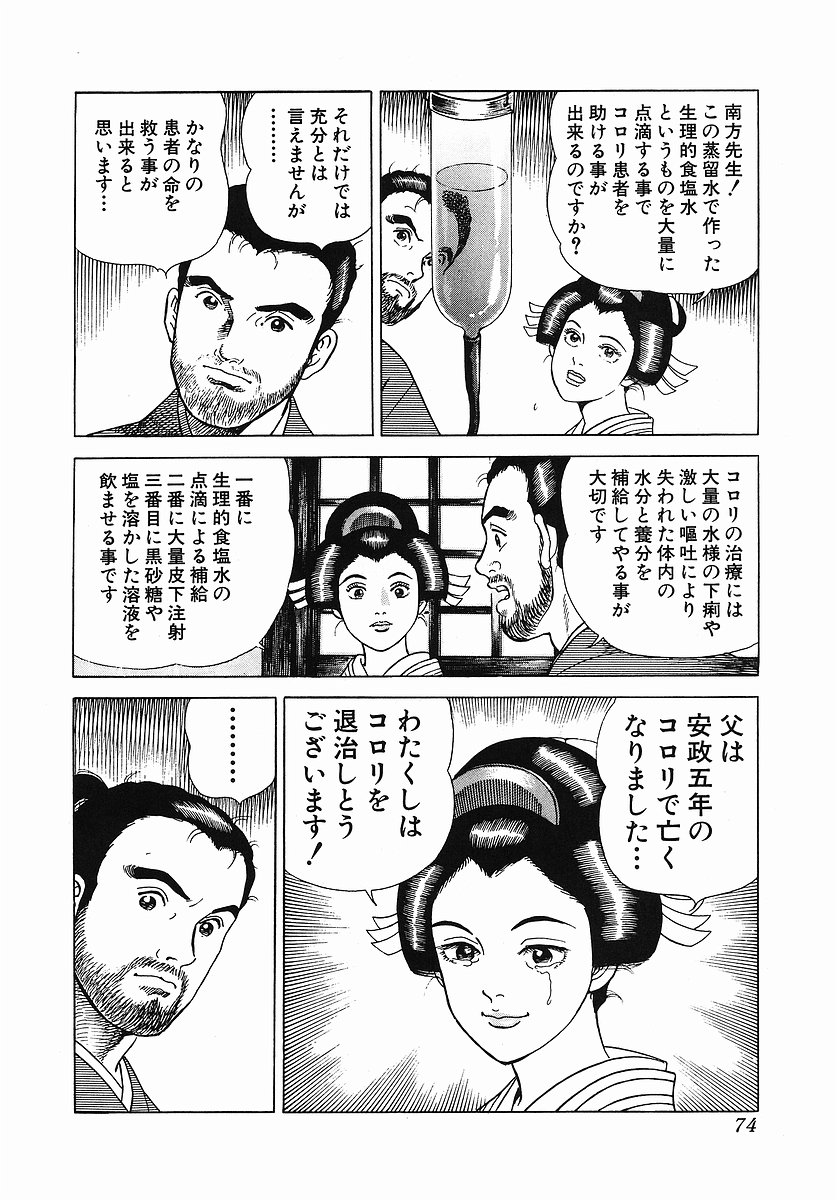 南方先生!
この蒸留水で作った
生理的食塩水
というものを大量に
点滴する事で
コロリ患者を
助ける事が
出来るのですか?
それだけでは
充分とは
言えませんが
………
かなりの
患者の命を
救う事が
出来ると
思います…
コロリの治療には
大量の水様の下痢や
激しい嘔吐により
失われた体内の
水分と養分を
補給してやる事が
大切です
一番に
生理的食塩水の
点滴による補給
二番に大量皮下注射
三番目に黒砂糖や
塩を溶かした溶液を
飲ませる事です
父は
安政五年の
コロリで亡く
なりました…
わたくしは
コロリを
退治しとう
ございます!
………
74